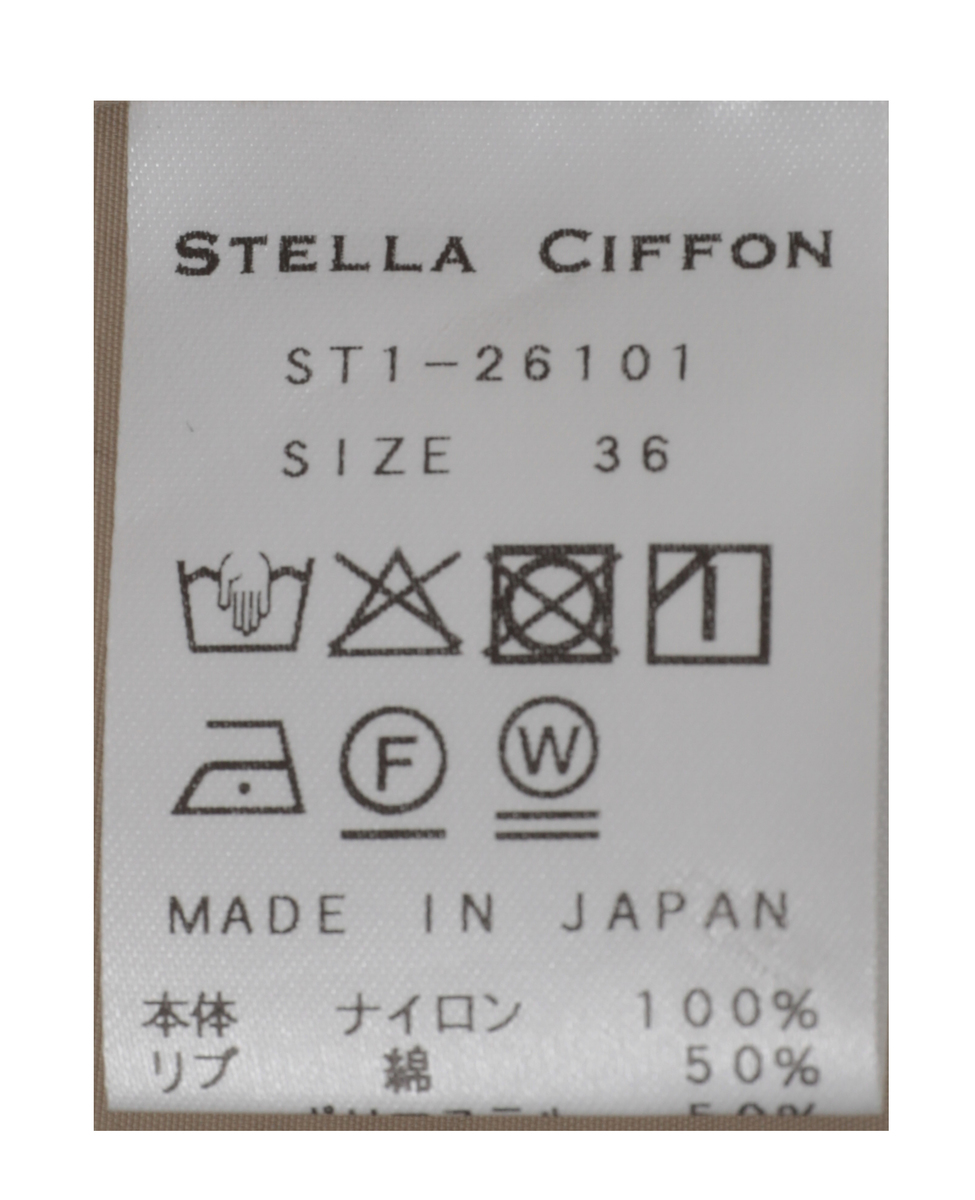 STELLA CIFFON
ST1-26101
SIZE 36
F W
MADE IN JAPAN
本体 ナイロン 100%
リブ 綿 50%